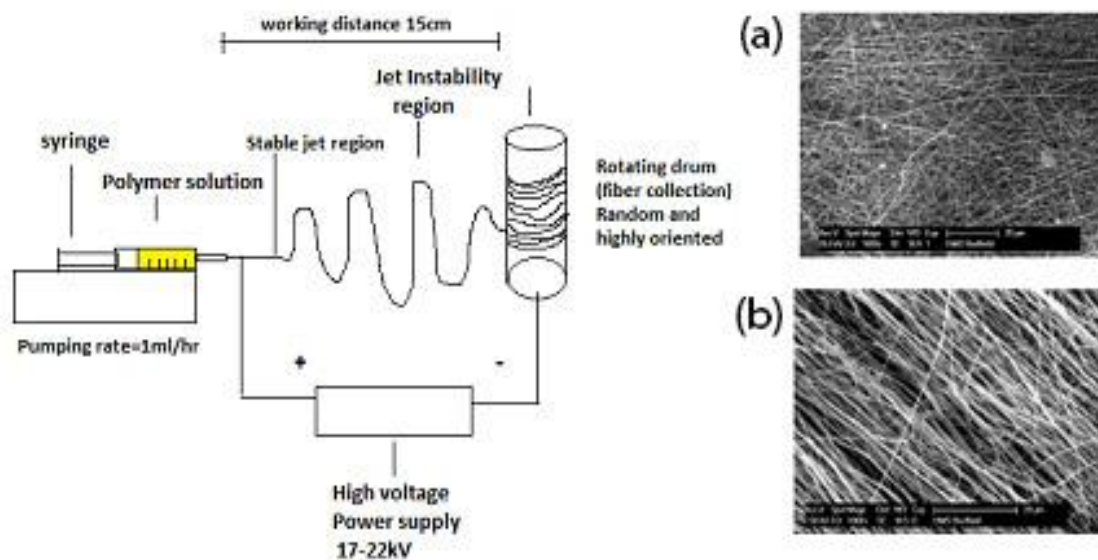 working distance 15cm
Jet Instability
region
Stable jet region
syringe
Polymer solution
Rotating drum
(fiber collection)
Random and
highly oriented
Pumping rate=1ml/hr
+ -
High voltage
Power supply
17-22kV
(a)
(b)